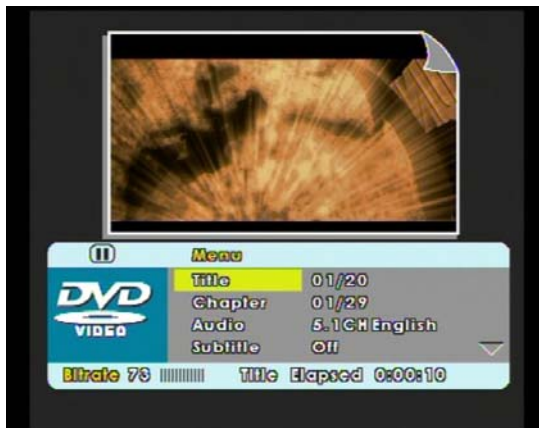 Menu
Title 01/20
Chapter 01/29
Audio 5.1CH English
Subtitle Off
DVD
VIDEO
Bitrate 73 Title Elapsed 0:00:10